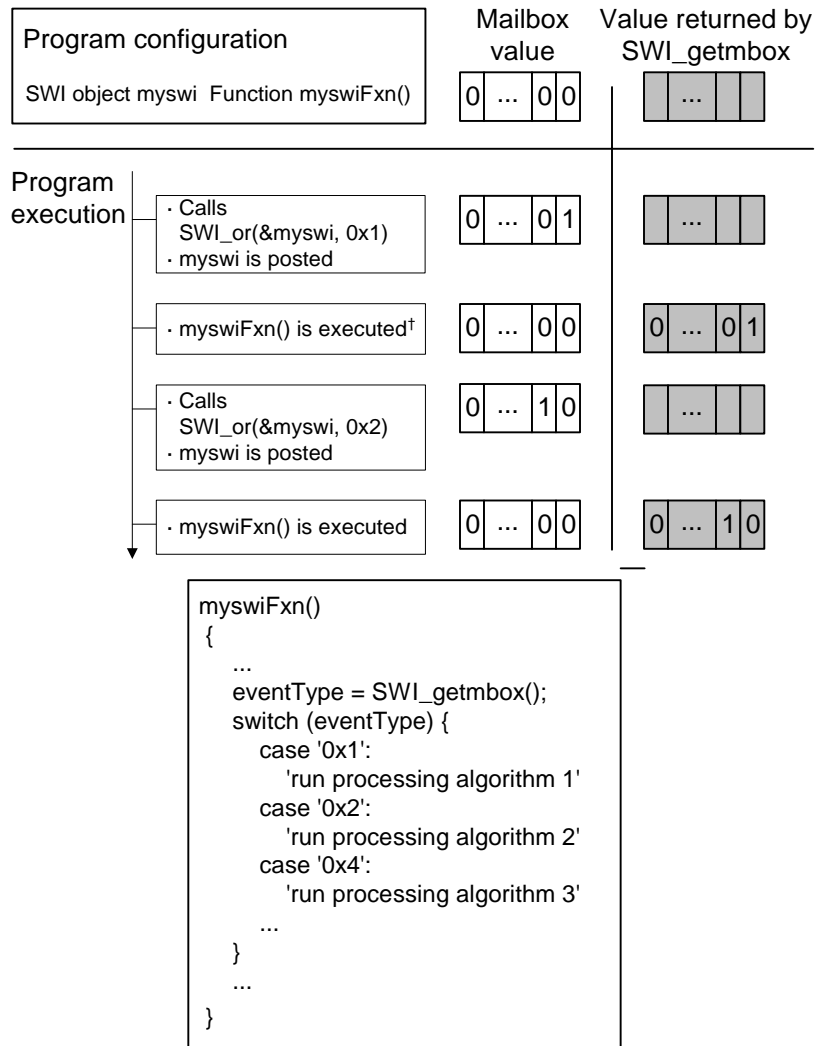 Program configuration
SWI object myswi Function myswiFxn()
Mailbox
value
Value returned by
SWI_getmbox
0 ... 0 0
...
Program
execution
· Calls
SWI_or(&myswi, 0x1)
· myswi is posted
0 ... 0 1
...
· myswiFxn() is executed†
0 ... 0 0
0 ... 0 1
· Calls
SWI_or(&myswi, 0x2)
· myswi is posted
0 ... 1 0
...
· myswiFxn() is executed
0 ... 0 0
0 ... 1 0
myswiFxn()
{
...
eventType = SWI_getmbox();
switch (eventType) {
case '0x1':
'run processing algorithm 1'
case '0x2':
'run processing algorithm 2'
case '0x4':
'run processing algorithm 3'
...
}
...
}